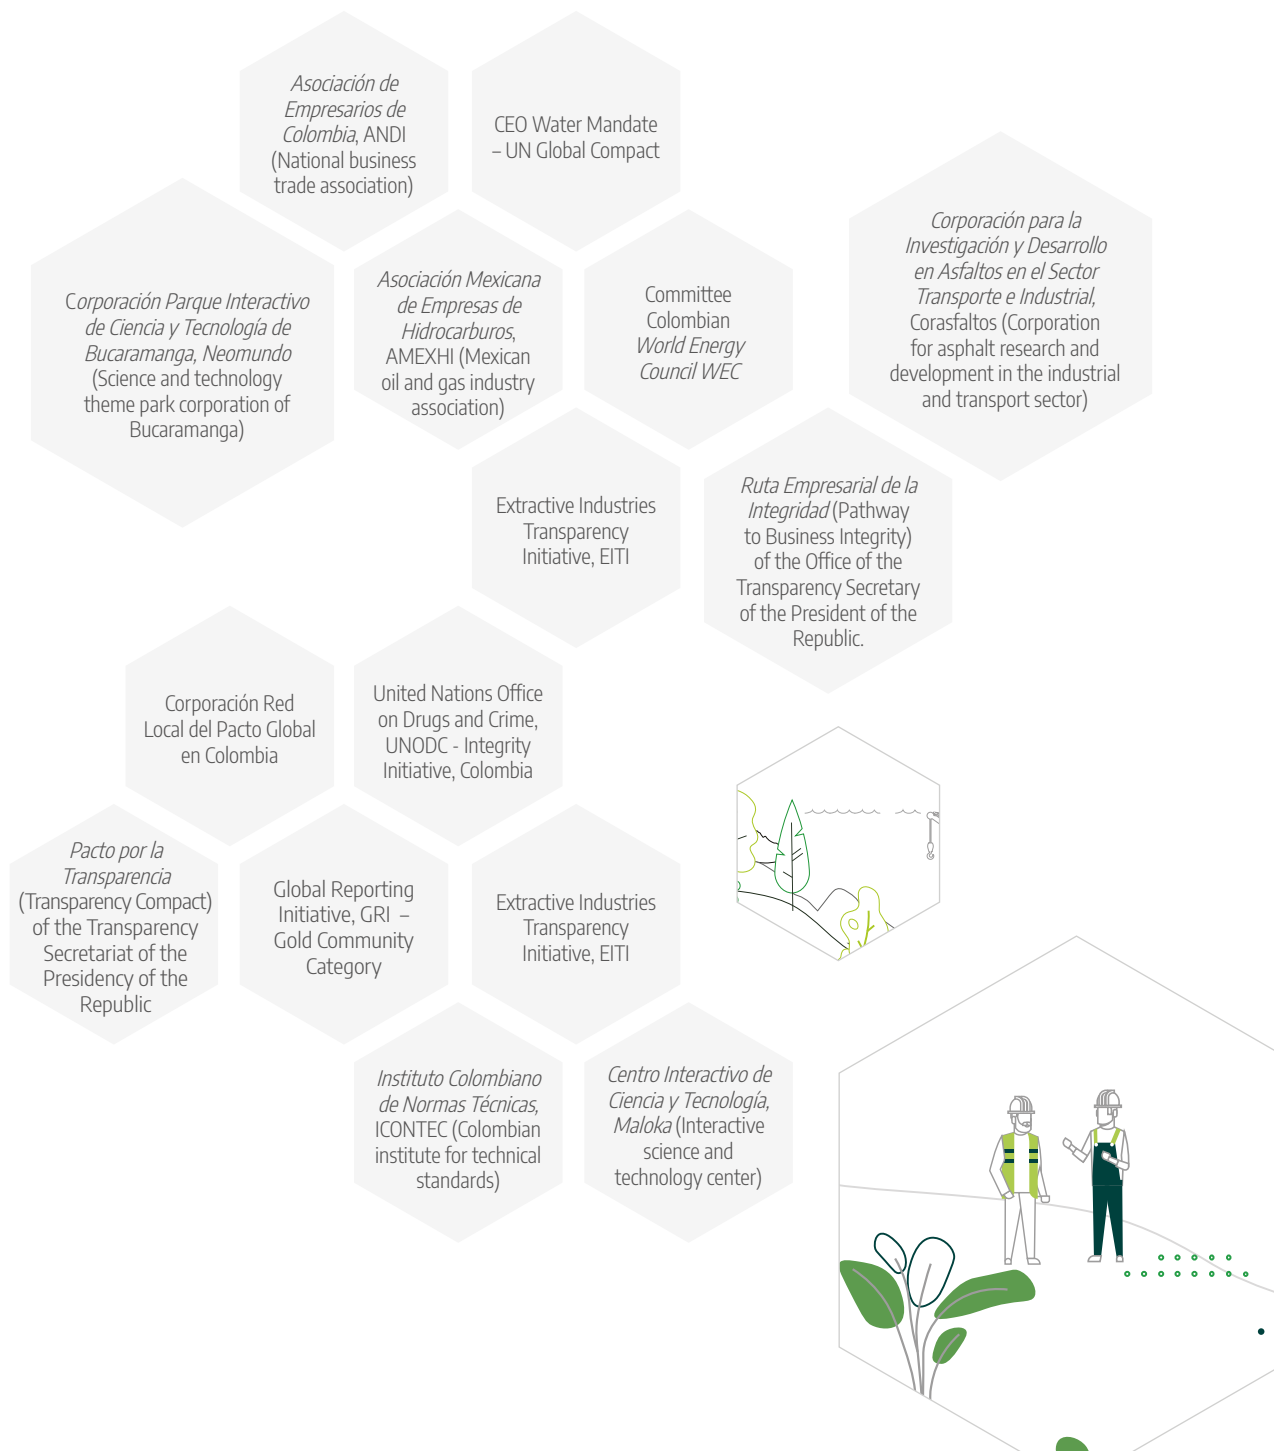 Asociación de
Empresarios de
Colombia, ANDI
(National business
trade association)
CEO Water Mandate
– UN Global Compact
Corporación para la
Investigación y Desarrollo
en Asfaltos en el Sector
Transporte e Industrial,
Corasfaltos (Corporation
for asphalt research and
development in the industrial
and transport sector)
Corporación Parque Interactivo
de Ciencia y Tecnología de
Bucaramanga, Neomundo
(Science and technology
theme park corporation of
Bucaramanga)
Asociación Mexicana
de Empresas de
Hidrocarburos,
AMEXHI (Mexican
oil and gas industry
association)
Committee
Colombian
World Energy
Council WEC
Extractive Industries
Transparency
Initiative, EITI
Ruta Empresarial de la
Integridad (Pathway
to Business Integrity)
of the Office of the
Transparency Secretary
of the President of the
Republic.
Corporación Red
Local del Pacto Global
en Colombia
United Nations Office
on Drugs and Crime,
UNODC - Integrity
Initiative, Colombia
Pacto por la
Transparencia
(Transparency Compact)
of the Transparency
Secretariat of the
Presidency of the
Republic
Global Reporting
Initiative, GRI –
Gold Community
Category
Extractive Industries
Transparency
Initiative, EITI
Instituto Colombiano
de Normas Técnicas,
ICONTEC (Colombian
institute for technical
standards)
Centro Interactivo de
Ciencia y Tecnología,
Maloka (Interactive
science and
technology center)